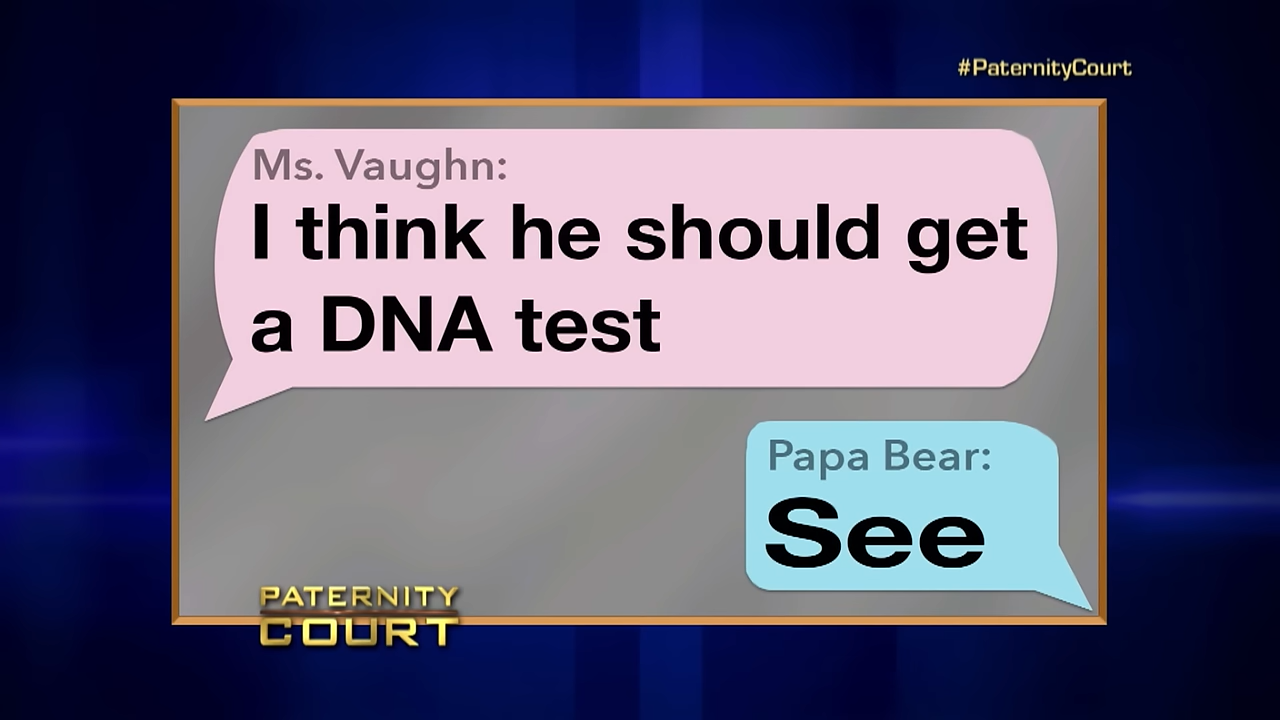 #PaternityCourt
Ms. Vaughn:
I think he should get
a DNA test
Papa Bear:
See
PATERNITY
COURT